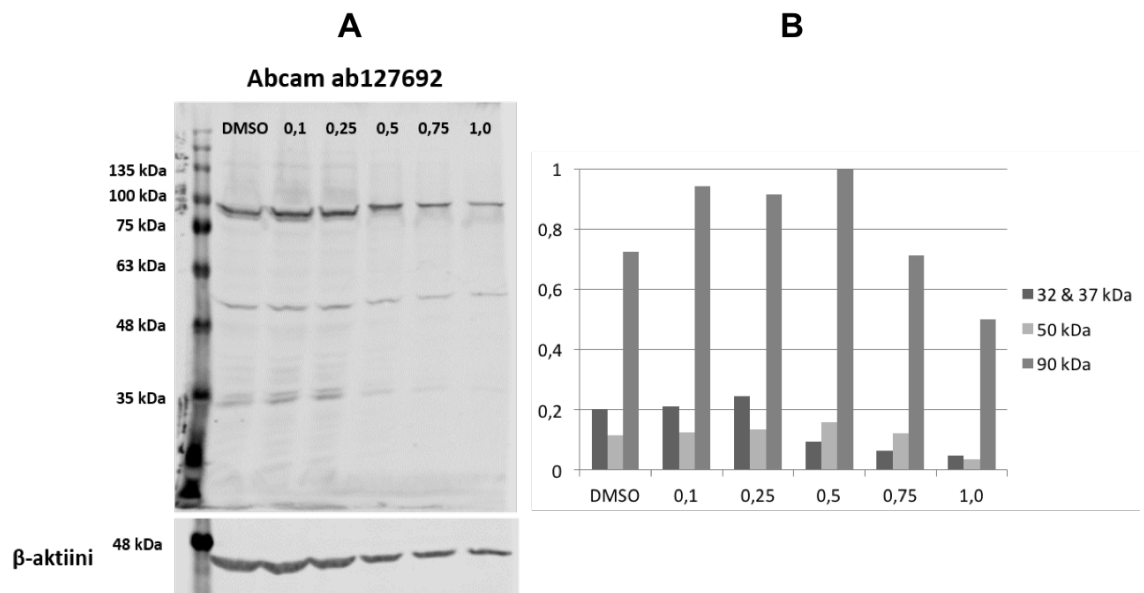 A
Abcam ab127692
DMSO 0,1 0,25 0,5 0,75 1,0
135 kDa
100 kDa
75 kDa
63 kDa
48 kDa
35 kDa
β-aktiini
48 kDa
B
1
0,8
0,6
0,4
0,2
0
DMSO 0,1 0,25 0,5 0,75 1,0
32 & 37 kDa
50 kDa
90 kDa